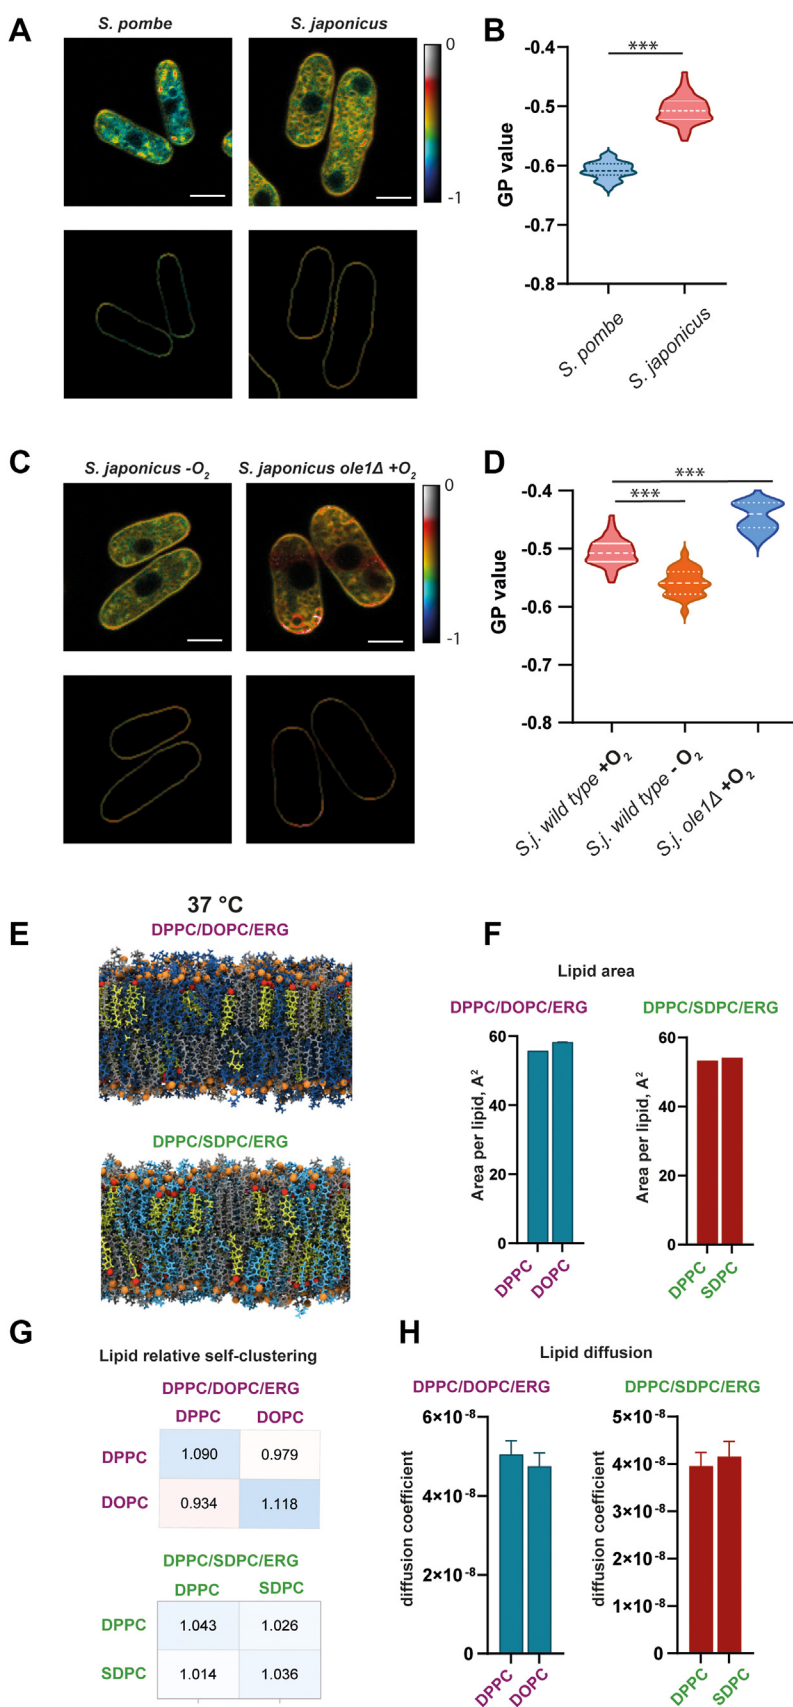 A
S. pombe
S. japonicus
0
-1
B
***
-0.4
-0.5
-0.6
-0.7
-0.8
GP value
S. pombe
S. japonicus
C
S. japonicus -O₂
S. japonicus ole1Δ +O₂
0
-1
D
***
***
-0.4
-0.5
-0.6
-0.7
-0.8
GP value
S.j. wild type +O₂
S.j. wild type - O₂
S.j. ole1Δ +O₂
37 °C
E
DPPC/DOPC/ERG
DPPC/SDPC/ERG
F
Lipid area
DPPC/DOPC/ERG
60
40
20
0
Area per lipid, A²
DPPC
DOPC
DPPC/SDPC/ERG
60
40
20
0
Area per lipid, A²
DPPC
SDPC
G
Lipid relative self-clustering
DPPC/DOPC/ERG
DPPC DOPC
DPPC 1.090 0.979
DOPC 0.934 1.118
DPPC/SDPC/ERG
DPPC SDPC
DPPC 1.043 1.026
SDPC 1.014 1.036
H
Lipid diffusion
DPPC/DOPC/ERG
6×10⁻⁸
4×10⁻⁸
2×10⁻⁸
0
diffusion coefficient
DPPC
DOPC
DPPC/SDPC/ERG
5×10⁻⁸
4×10⁻⁸
3×10⁻⁸
2×10⁻⁸
1×10⁻⁸
0
diffusion coefficient
DPPC
SDPC